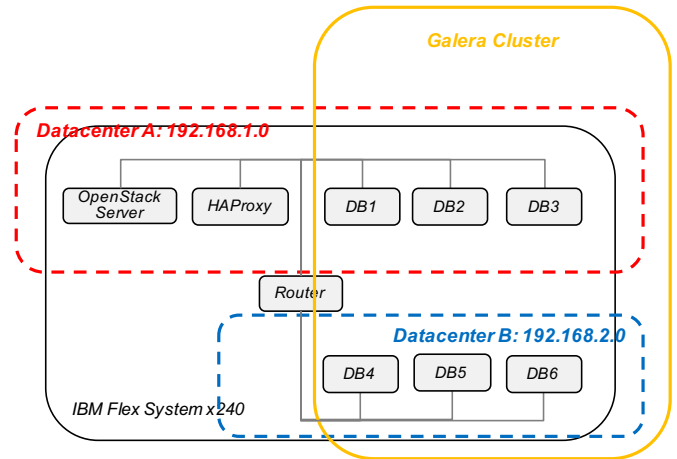 Galera Cluster
Datacenter A: 192.168.1.0
OpenStack
Server
HAProxy
DB1
DB2
DB3
Router
Datacenter B: 192.168.2.0
DB4
DB5
DB6
IBM Flex System x240